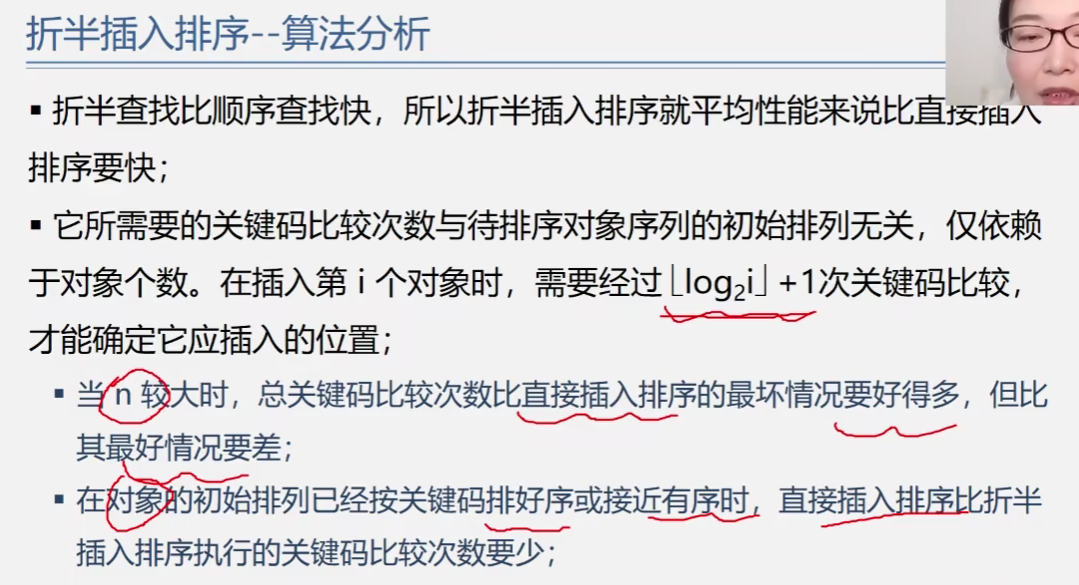 折半插入排序--算法分析
▪ 折半查找比顺序查找快，所以折半插入排序就平均性能来说比直接插入
排序要快；
▪ 它所需要的关键码比较次数与待排序对象序列的初始排列无关，仅依赖
于对象个数。在插入第 i 个对象时，需要经过⌊log₂i⌋ +1次关键码比较，
才能确定它应插入的位置；
▪ 当 n 较大时，总关键码比较次数比直接插入排序的最坏情况要好得多，但比
其最好情况要差；
▪ 在对象的初始排列已经按关键码排好序或接近有序时，直接插入排序比折半
插入排序执行的关键码比较次数要少；